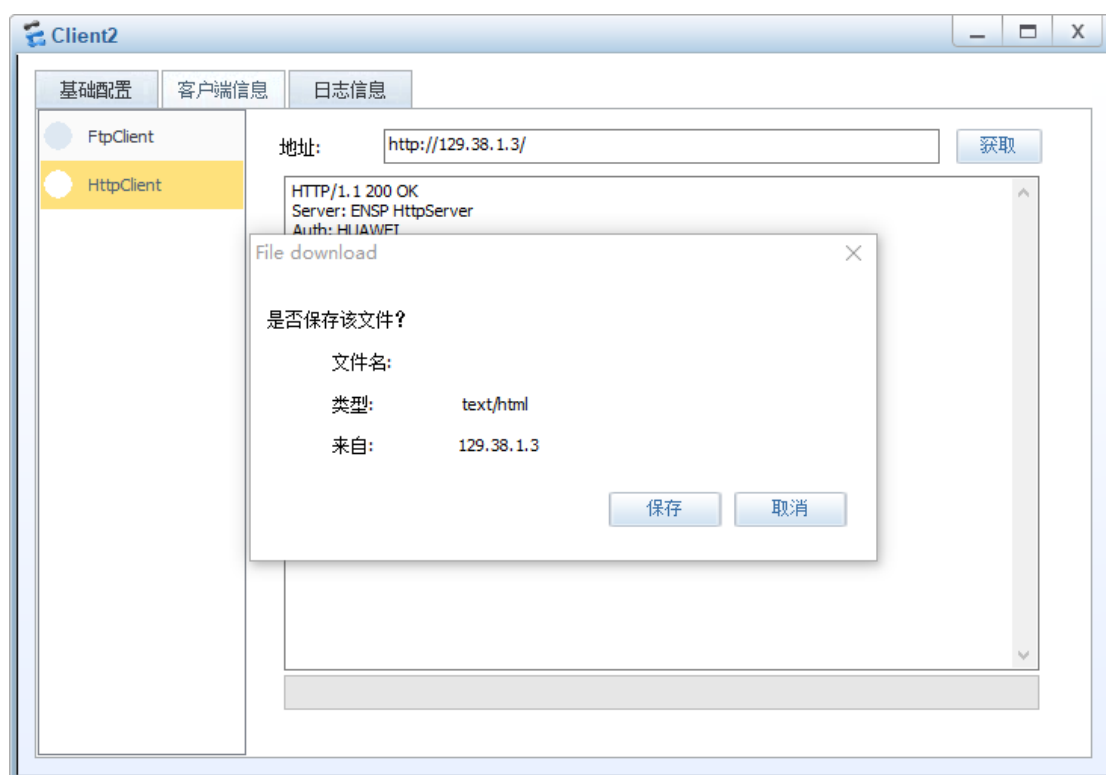 Client2
基础配置 客户端信息 日志信息
FtpClient
HttpClient
地址: http://129.38.1.3/ 获取
HTTP/1.1 200 OK
Server: ENSP HttpServer
Auth: HUAWEI
File download
是否保存该文件?
文件名:
类型: text/html
来自: 129.38.1.3
保存 取消